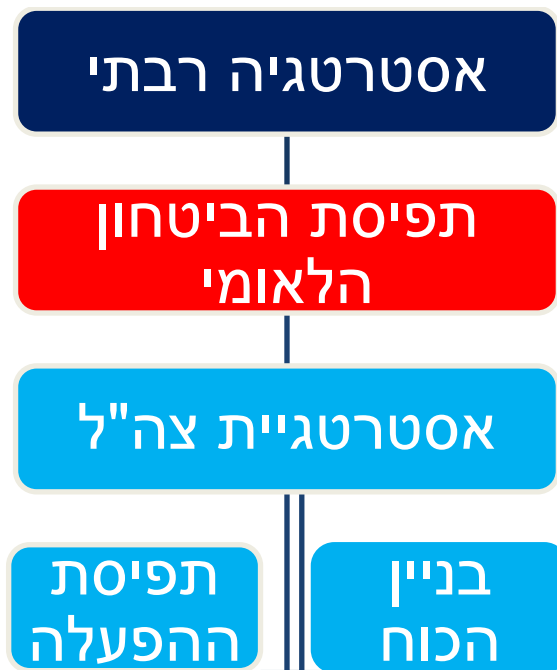 אסטרטגיה רבתי
תפיסת הביטחון
הלאומי
אסטרטגיית צה"ל
בניין
הכוח
תפיסת
ההפעלה